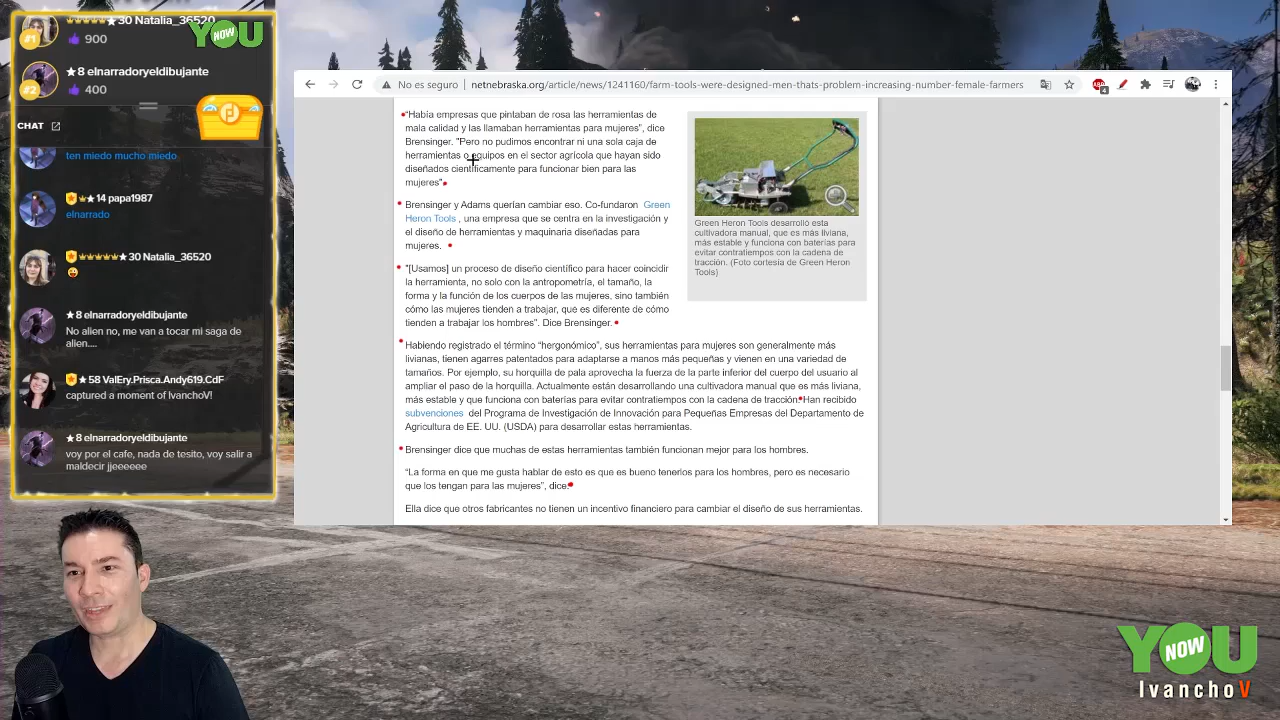 #1
★30 Natalia_36520
900
YOU
NOW
#2
★8 elnarradoryeldibujante
400
CHAT
ten miedo mucho miedo
★14 papa1987
elnarrado
★30 Natalia_36520
★8 elnarradoryeldibujante
No alien no, me van a tocar mi saga de
alien....
★58 ValEry.Prisca.Andy619.CdF
captured a moment of IvanchoV!
★8 elnarradoryeldibujante
voy por el cafe, nada de tesito, voy salir a
maldecir jjeeeeee
No es seguro
netnebraska.org/article/news/1241160/farm-tools-were-designed-men-thats-problem-increasing-number-female-farmers
ABP
4
“Había empresas que pintaban de rosa las herramientas de
mala calidad y las llamaban herramientas para mujeres”, dice
Brensinger. "Pero no pudimos encontrar ni una sola caja de
herramientas o equipos en el sector agrícola que hayan sido
diseñados científicamente para funcionar bien para las
mujeres".
Brensinger y Adams querían cambiar eso. Co-fundaron Green
Heron Tools , una empresa que se centra en la investigación y
el diseño de herramientas y maquinaria diseñadas para
mujeres.
"[Usamos] un proceso de diseño científico para hacer coincidir
la herramienta, no solo con la antropometría, el tamaño, la
forma y la función de los cuerpos de las mujeres, sino también
cómo las mujeres tienden a trabajar, que es diferente de cómo
tienden a trabajar los hombres”. Dice Brensinger.
Green Heron Tools desarrolló esta
cultivadora manual, que es más liviana,
más estable y funciona con baterías para
evitar contratiempos con la cadena de
tracción. (Foto cortesía de Green Heron
Tools)
Habiendo registrado el término “hergonómico”, sus herramientas para mujeres son generalmente más
livianas, tienen agarres patentados para adaptarse a manos más pequeñas y vienen en una variedad de
tamaños. Por ejemplo, su horquilla de pala aprovecha la fuerza de la parte inferior del cuerpo del usuario al
ampliar el paso de la horquilla. Actualmente están desarrollando una cultivadora manual que es más liviana,
más estable y que funciona con baterías para evitar contratiempos con la cadena de tracción. Han recibido
subvenciones del Programa de Investigación de Innovación para Pequeñas Empresas del Departamento de
Agricultura de EE. UU. (USDA) para desarrollar estas herramientas.
Brensinger dice que muchas de estas herramientas también funcionan mejor para los hombres.
“La forma en que me gusta hablar de esto es que es bueno tenerlos para los hombres, pero es necesario
que los tengan para las mujeres”, dice.
Ella dice que otros fabricantes no tienen un incentivo financiero para cambiar el diseño de sus herramientas.
YOU
NOW
IvanchoV